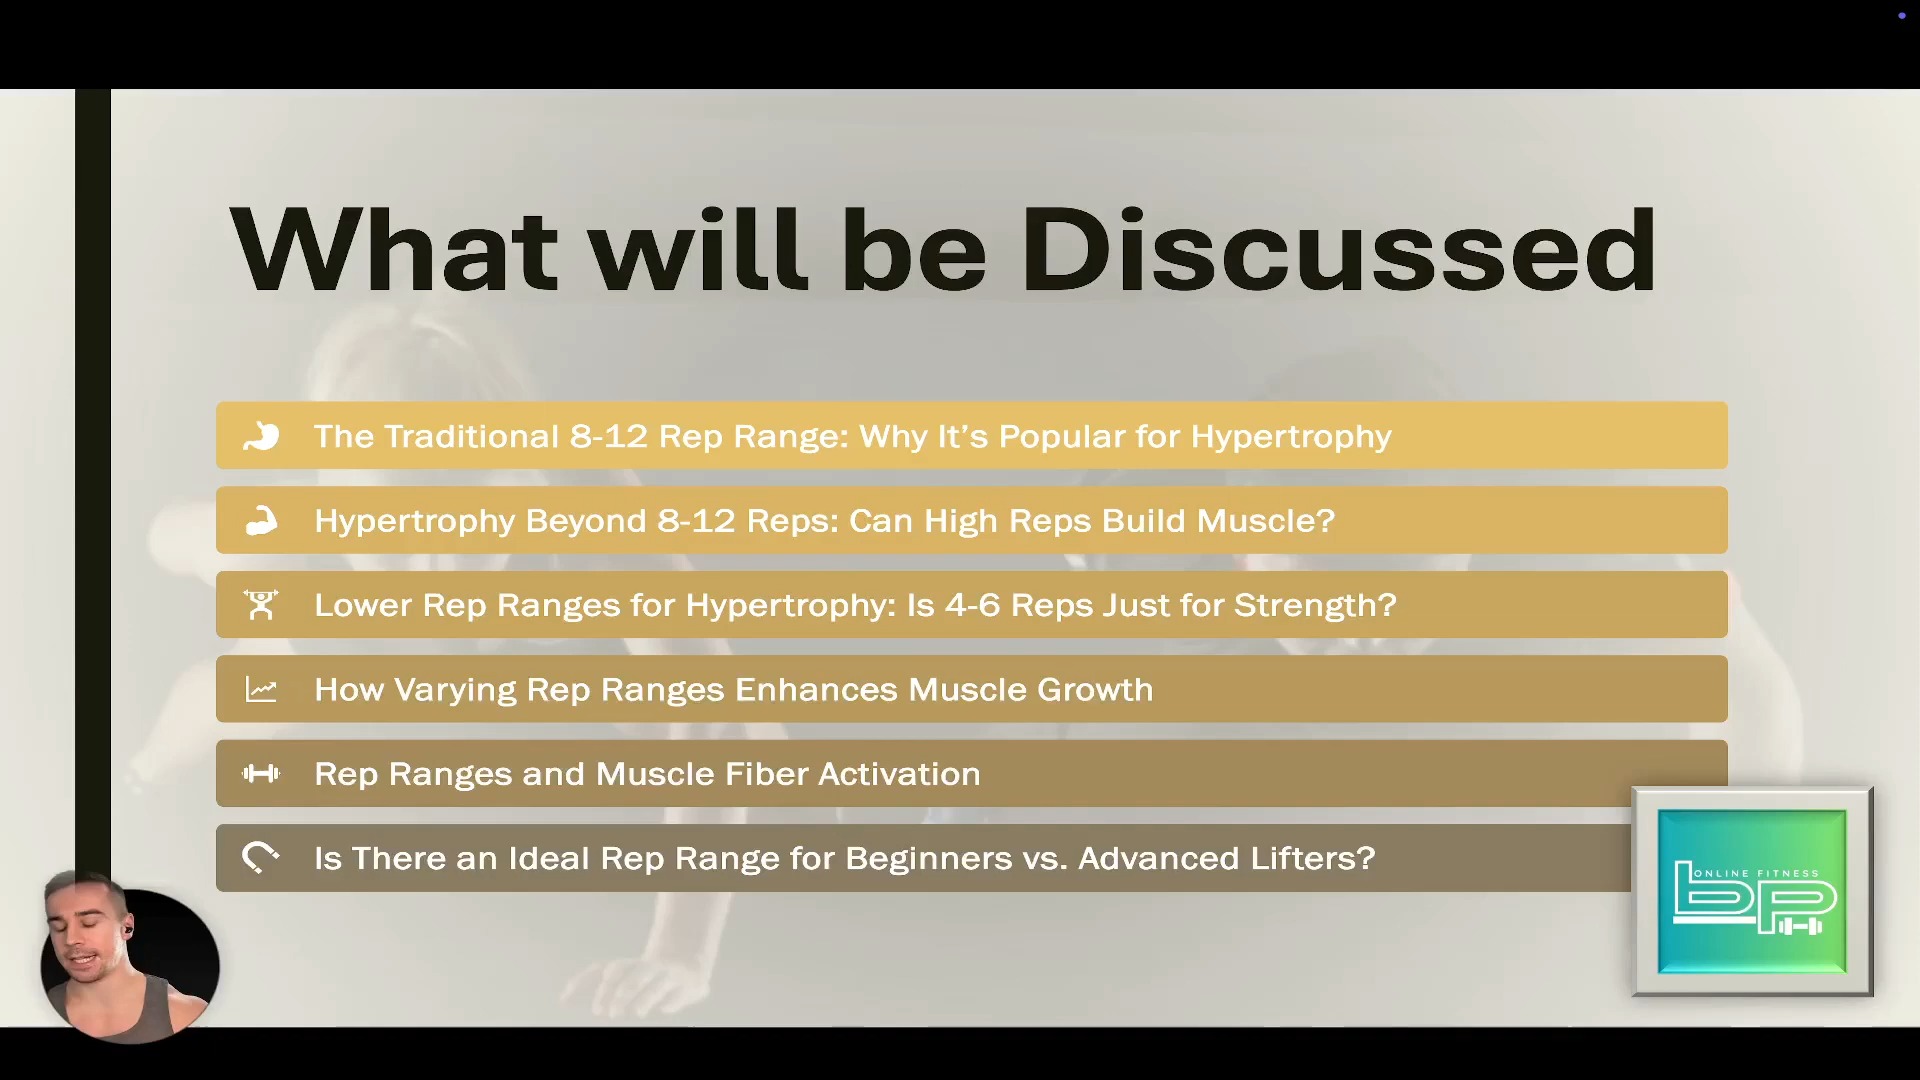 What will be Discussed
The Traditional 8-12 Rep Range: Why It’s Popular for Hypertrophy
Hypertrophy Beyond 8-12 Reps: Can High Reps Build Muscle?
Lower Rep Ranges for Hypertrophy: Is 4-6 Reps Just for Strength?
How Varying Rep Ranges Enhances Muscle Growth
Rep Ranges and Muscle Fiber Activation
Is There an Ideal Rep Range for Beginners vs. Advanced Lifters?
ONLINE FITNESS
bp